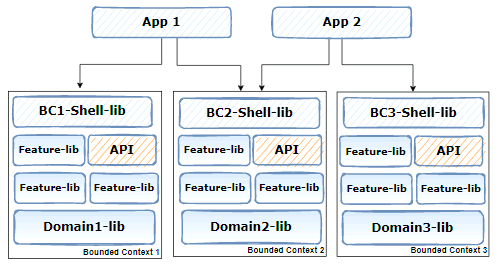 App 1
App 2
BC1-Shell-lib
BC2-Shell-lib
BC3-Shell-lib
Feature-lib
API
Feature-lib
API
Feature-lib
API
Feature-lib
Feature-lib
Feature-lib
Feature-lib
Feature-lib
Feature-lib
Domain1-lib
Domain2-lib
Domain3-lib
Bounded Context 1
Bounded Context 2
Bounded Context 3